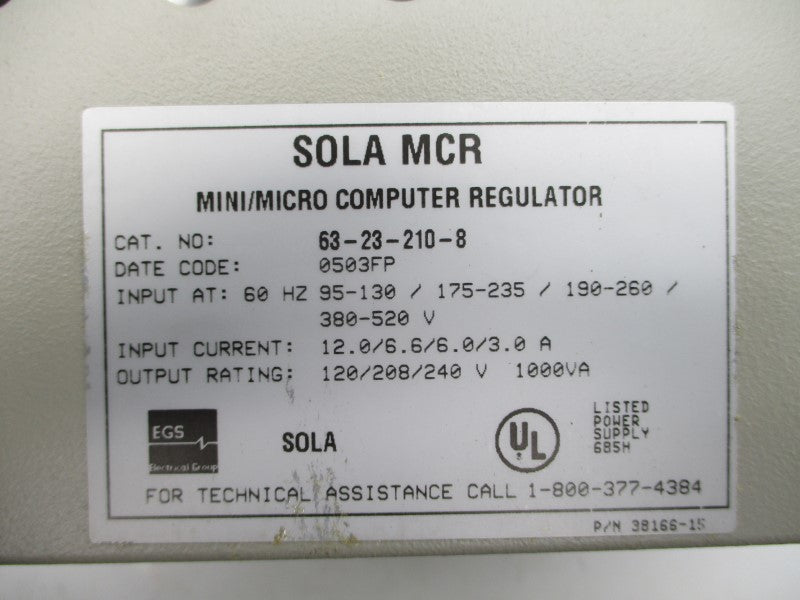 SOLA MCR
MINI/MICRO COMPUTER REGULATOR
CAT. NO: 63-23-210-8
DATE CODE: 0503FP
INPUT AT: 60 HZ 95-130 / 175-235 / 190-260 /
380-520 V
INPUT CURRENT: 12.0/6.6/6.0/3.0 A
OUTPUT RATING: 120/208/240 V 1000VA
EGS
Electrical Group
SOLA
UL
LISTED
POWER
SUPPLY
685H
FOR TECHNICAL ASSISTANCE CALL 1-800-377-4384
P/N 38166-15